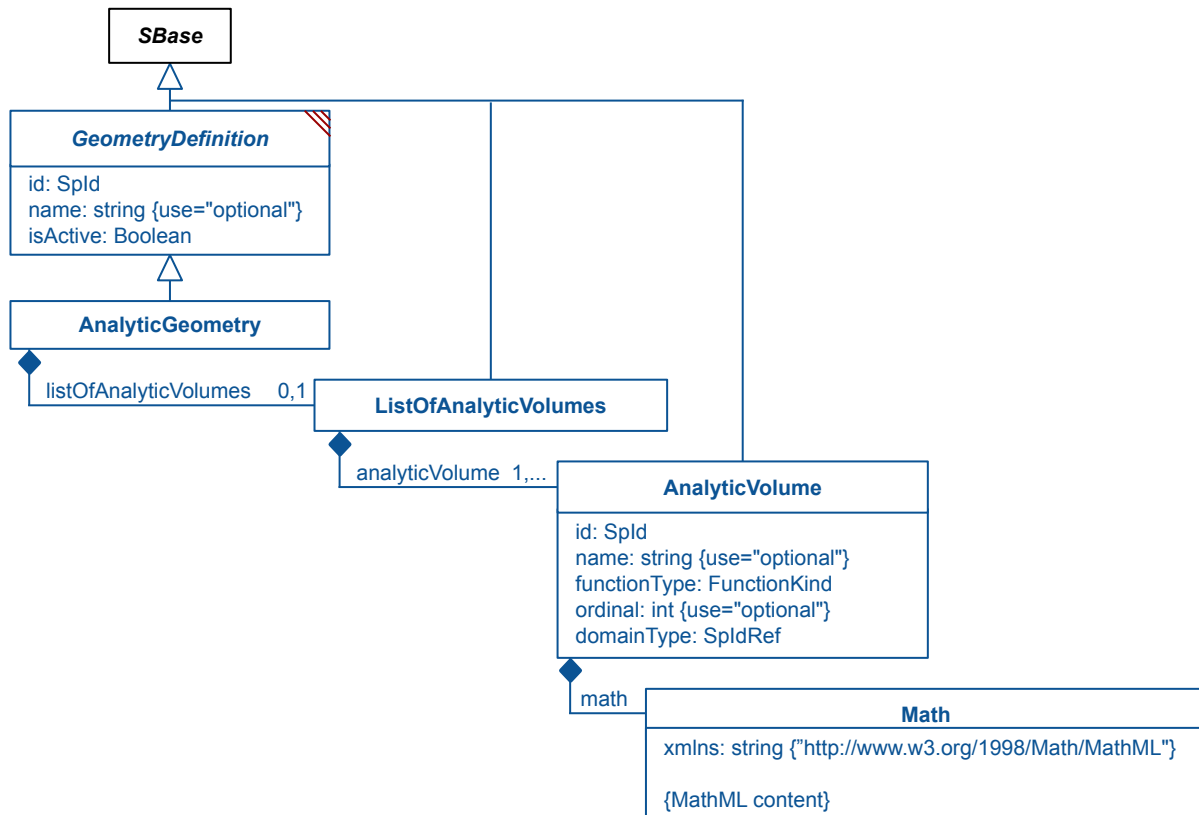 SBase
GeometryDefinition
id: SpId
name: string {use="optional"}
isActive: Boolean
AnalyticGeometry
listOfAnalyticVolumes 0,1
ListOfAnalyticVolumes
analyticVolume 1,...
AnalyticVolume
id: SpId
name: string {use="optional"}
functionType: FunctionKind
ordinal: int {use="optional"}
domainType: SpIdRef
math
Math
xmlns: string {”http://www.w3.org/1998/Math/MathML"}
{MathML content}